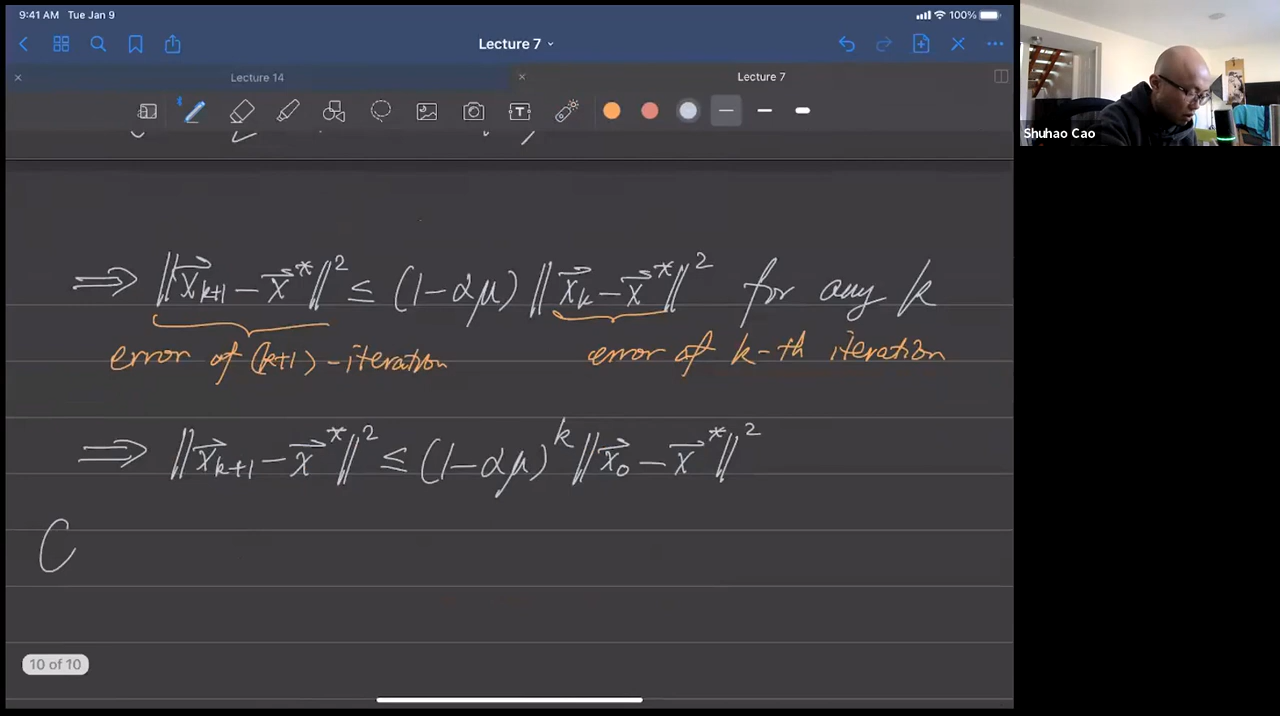 9:41 AM Tue Jan 9
100%
Lecture 7
Lecture 14
Lecture 7
Shuhao Cao
⟹ ‖x⃗ₖ₊₁ − x⃗*‖² ≤ (1 − αμ) ‖x⃗ₖ − x⃗*‖² for any k
error of (k+1) - iteration
error of k-th iteration
⟹ ‖x⃗ₖ₊₁ − x⃗*‖² ≤ (1 − αμ)ᵏ ‖x⃗₀ − x⃗*‖²
C
10 of 10